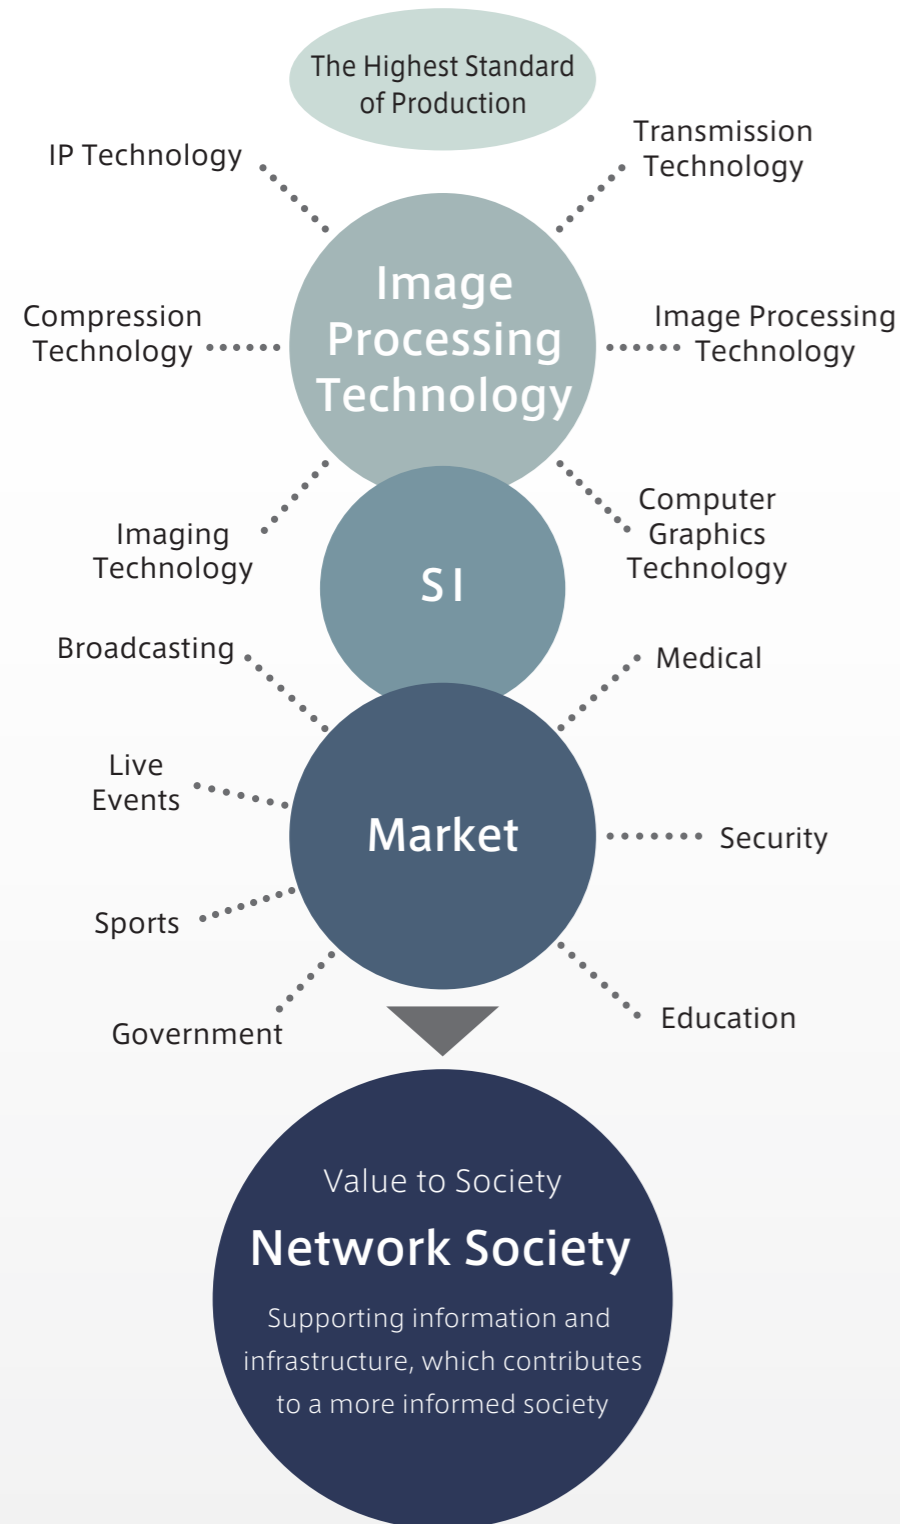 The Highest Standard
of Production
IP Technology
Transmission
Technology
Image
Processing
Technology
Compression
Technology
Image Processing
Technology
Imaging
Technology
Computer
Graphics
Technology
SI
Broadcasting
Medical
Live
Events
Market
Security
Sports
Government
Education
Value to Society
Network Society
Supporting information and
infrastructure, which contributes
to a more informed society